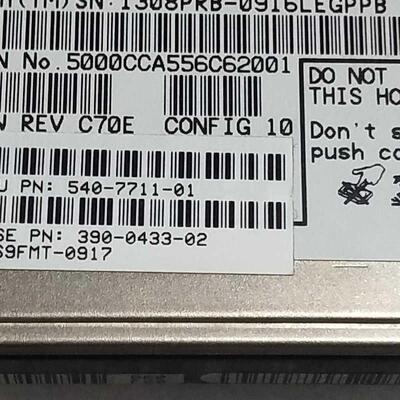 (TM)SN:1308PRB-0916LEGPPB
N No.5000CCA556C62001
N REV C70E CONFIG 10
U PN: 540-7711-01
SE PN: 390-0433-02
S9FMT-0917
DO NOT
THIS HO
Don't s
push co